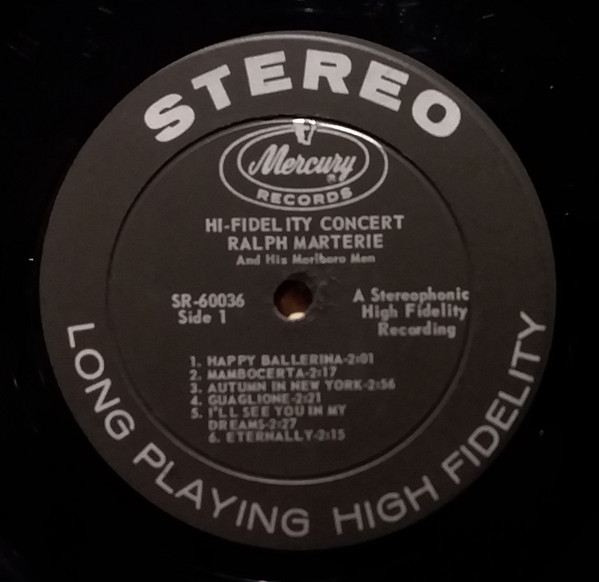 STEREO
Mercury
®
RECORDS
HI-FIDELITY CONCERT
RALPH MARTERIE
And His Marlboro Men
SR-60036
Side 1
A Stereophonic
High Fidelity
Recording
1. HAPPY BALLERINA-2:01
2. MAMBOCERTA-2:17
3. AUTUMN IN NEW YORK-2:56
4. GUAGLIONE-2:21
5. I'LL SEE YOU IN MY
DREAMS-2:27
6. ETERNALLY-2:15
LONG PLAYING HIGH FIDELITY